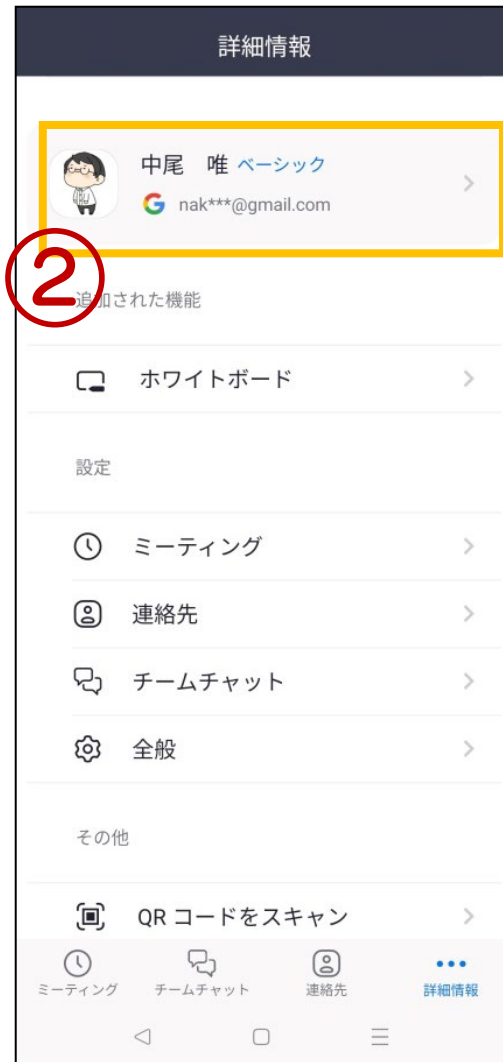 詳細情報
中尾　唯 ベーシック
nak***@gmail.com
②
追加された機能
ホワイトボード
設定
ミーティング
連絡先
チームチャット
全般
その他
QR コードをスキャン
ミーティング チームチャット 連絡先 詳細情報